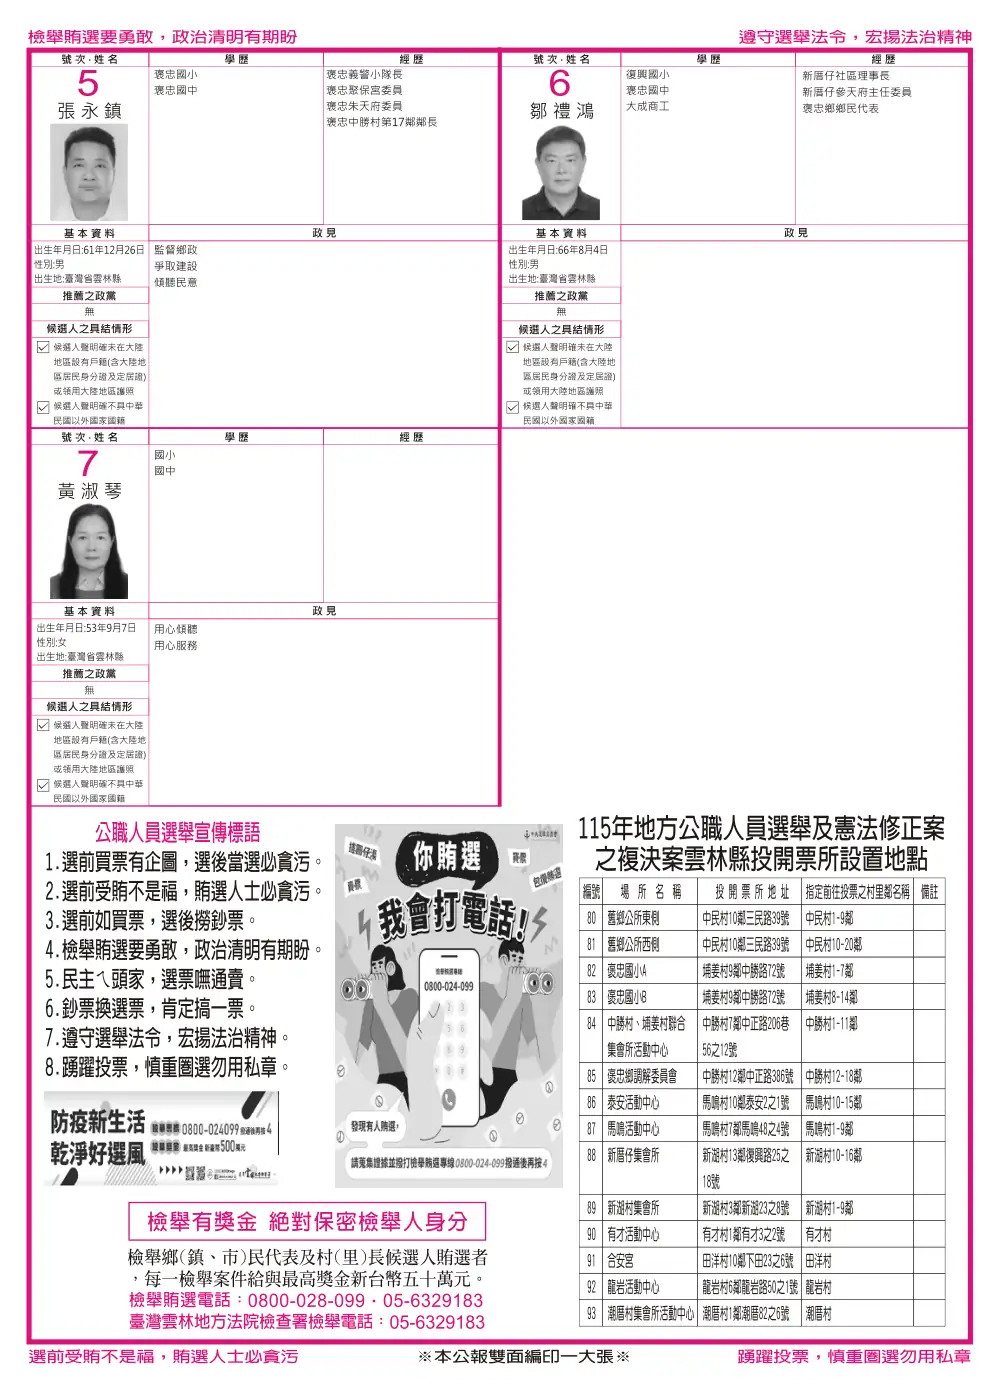 檢舉賄選要勇敢，政治清明有期盼
遵守選舉法令，宏揚法治精神
號次·姓名 學歷 經歷
5
張永鎮
褒忠國小
褒忠國中
褒忠義警小隊長
褒忠聚保宮委員
褒忠朱天府委員
褒忠中勝村第17鄰鄰長
基本資料 政見
出生年月日:61年12月26日
性別:男
出生地:臺灣省雲林縣
推薦之政黨
無
候選人之具結情形
候選人聲明確未在大陸
地區設有戶籍(含大陸地
區居民身分證及定居證)
或領用大陸地區護照
候選人聲明確不具中華
民國以外國家國籍
監督鄉政
爭取建設
傾聽民意
號次·姓名 學歷 經歷
6
鄒禮鴻
復興國小
褒忠國中
大成商工
新厝仔社區理事長
新厝仔參天府主任委員
褒忠鄉鄉民代表
基本資料 政見
出生年月日:66年8月4日
性別:男
出生地:臺灣省雲林縣
推薦之政黨
無
候選人之具結情形
候選人聲明確未在大陸
地區設有戶籍(含大陸地
區居民身分證及定居證)
或領用大陸地區護照
候選人聲明確不具中華
民國以外國家國籍
號次·姓名 學歷 經歷
7
黃淑琴
國小
國中
基本資料 政見
出生年月日:53年9月7日
性別:女
出生地:臺灣省雲林縣
推薦之政黨
無
候選人之具結情形
候選人聲明確未在大陸
地區設有戶籍(含大陸地
區居民身分證及定居證)
或領用大陸地區護照
候選人聲明確不具中華
民國以外國家國籍
用心傾聽
用心服務
公職人員選舉宣傳標語
1.選前買票有企圖，選後當選必貪污。
2.選前受賄不是福，賄選人士必貪污。
3.選前如買票，選後撈鈔票。
4.檢舉賄選要勇敢，政治清明有期盼。
5.民主ㄟ頭家，選票嘸通賣。
6.鈔票換選票，肯定搞一票。
7.遵守選舉法令，宏揚法治精神。
8.踴躍投票，慎重圈選勿用私章。
防疫新生活
乾淨好選風
0800-024099撥通後再按4
最高獎金 新臺幣500萬元
你賄選
我會打電話!
買票
0800-024-099
發現有人賄選，
請蒐集證據並撥打檢舉賄選專線0800-024-099撥通後再按4
檢舉有獎金 絕對保密檢舉人身分
檢舉鄉(鎮、市)民代表及村(里)長候選人賄選者
，每一檢舉案件給與最高獎金新台幣五十萬元。
檢舉賄選電話：0800-028-099．05-6329183
臺灣雲林地方法院檢查署檢舉電話：05-6329183
115年地方公職人員選舉及憲法修正案
之複決案雲林縣投開票所設置地點
編號 場所名稱 投開票所地址 指定前往投票之村里鄰名稱 備註
80 舊鄉公所東側 中民村10鄰三民路39號 中民村1-9鄰
81 舊鄉公所西側 中民村10鄰三民路39號 中民村10-20鄰
82 褒忠國小A 埔姜村9鄰中勝路72號 埔姜村1-7鄰
83 褒忠國小B 埔姜村9鄰中勝路72號 埔姜村8-14鄰
84 中勝村、埔姜村聯合 中勝村7鄰中正路206巷 中勝村1-11鄰
集會所活動中心 56之12號
85 褒忠鄉調解委員會 中勝村12鄰中正路386號 中勝村12-18鄰
86 泰安活動中心 馬鳴村10鄰泰安2之1號 馬鳴村10-15鄰
87 馬鳴活動中心 馬鳴村7鄰馬鳴48之4號 馬鳴村1-9鄰
88 新厝仔集會所 新湖村13鄰復興路25之 新湖村10-16鄰
18號
89 新湖村集會所 新湖村3鄰新湖23之8號 新湖村1-9鄰
90 有才活動中心 有才村1鄰有才3之2號 有才村
91 合安宮 田洋村10鄰下田23之6號 田洋村
92 龍岩活動中心 龍岩村6鄰龍岩路50之1號 龍岩村
93 潮厝村集會所活動中心 潮厝村1鄰潮厝82之6號 潮厝村
選前受賄不是福，賄選人士必貪污
※本公報雙面編印一大張※
踴躍投票，慎重圈選勿用私章